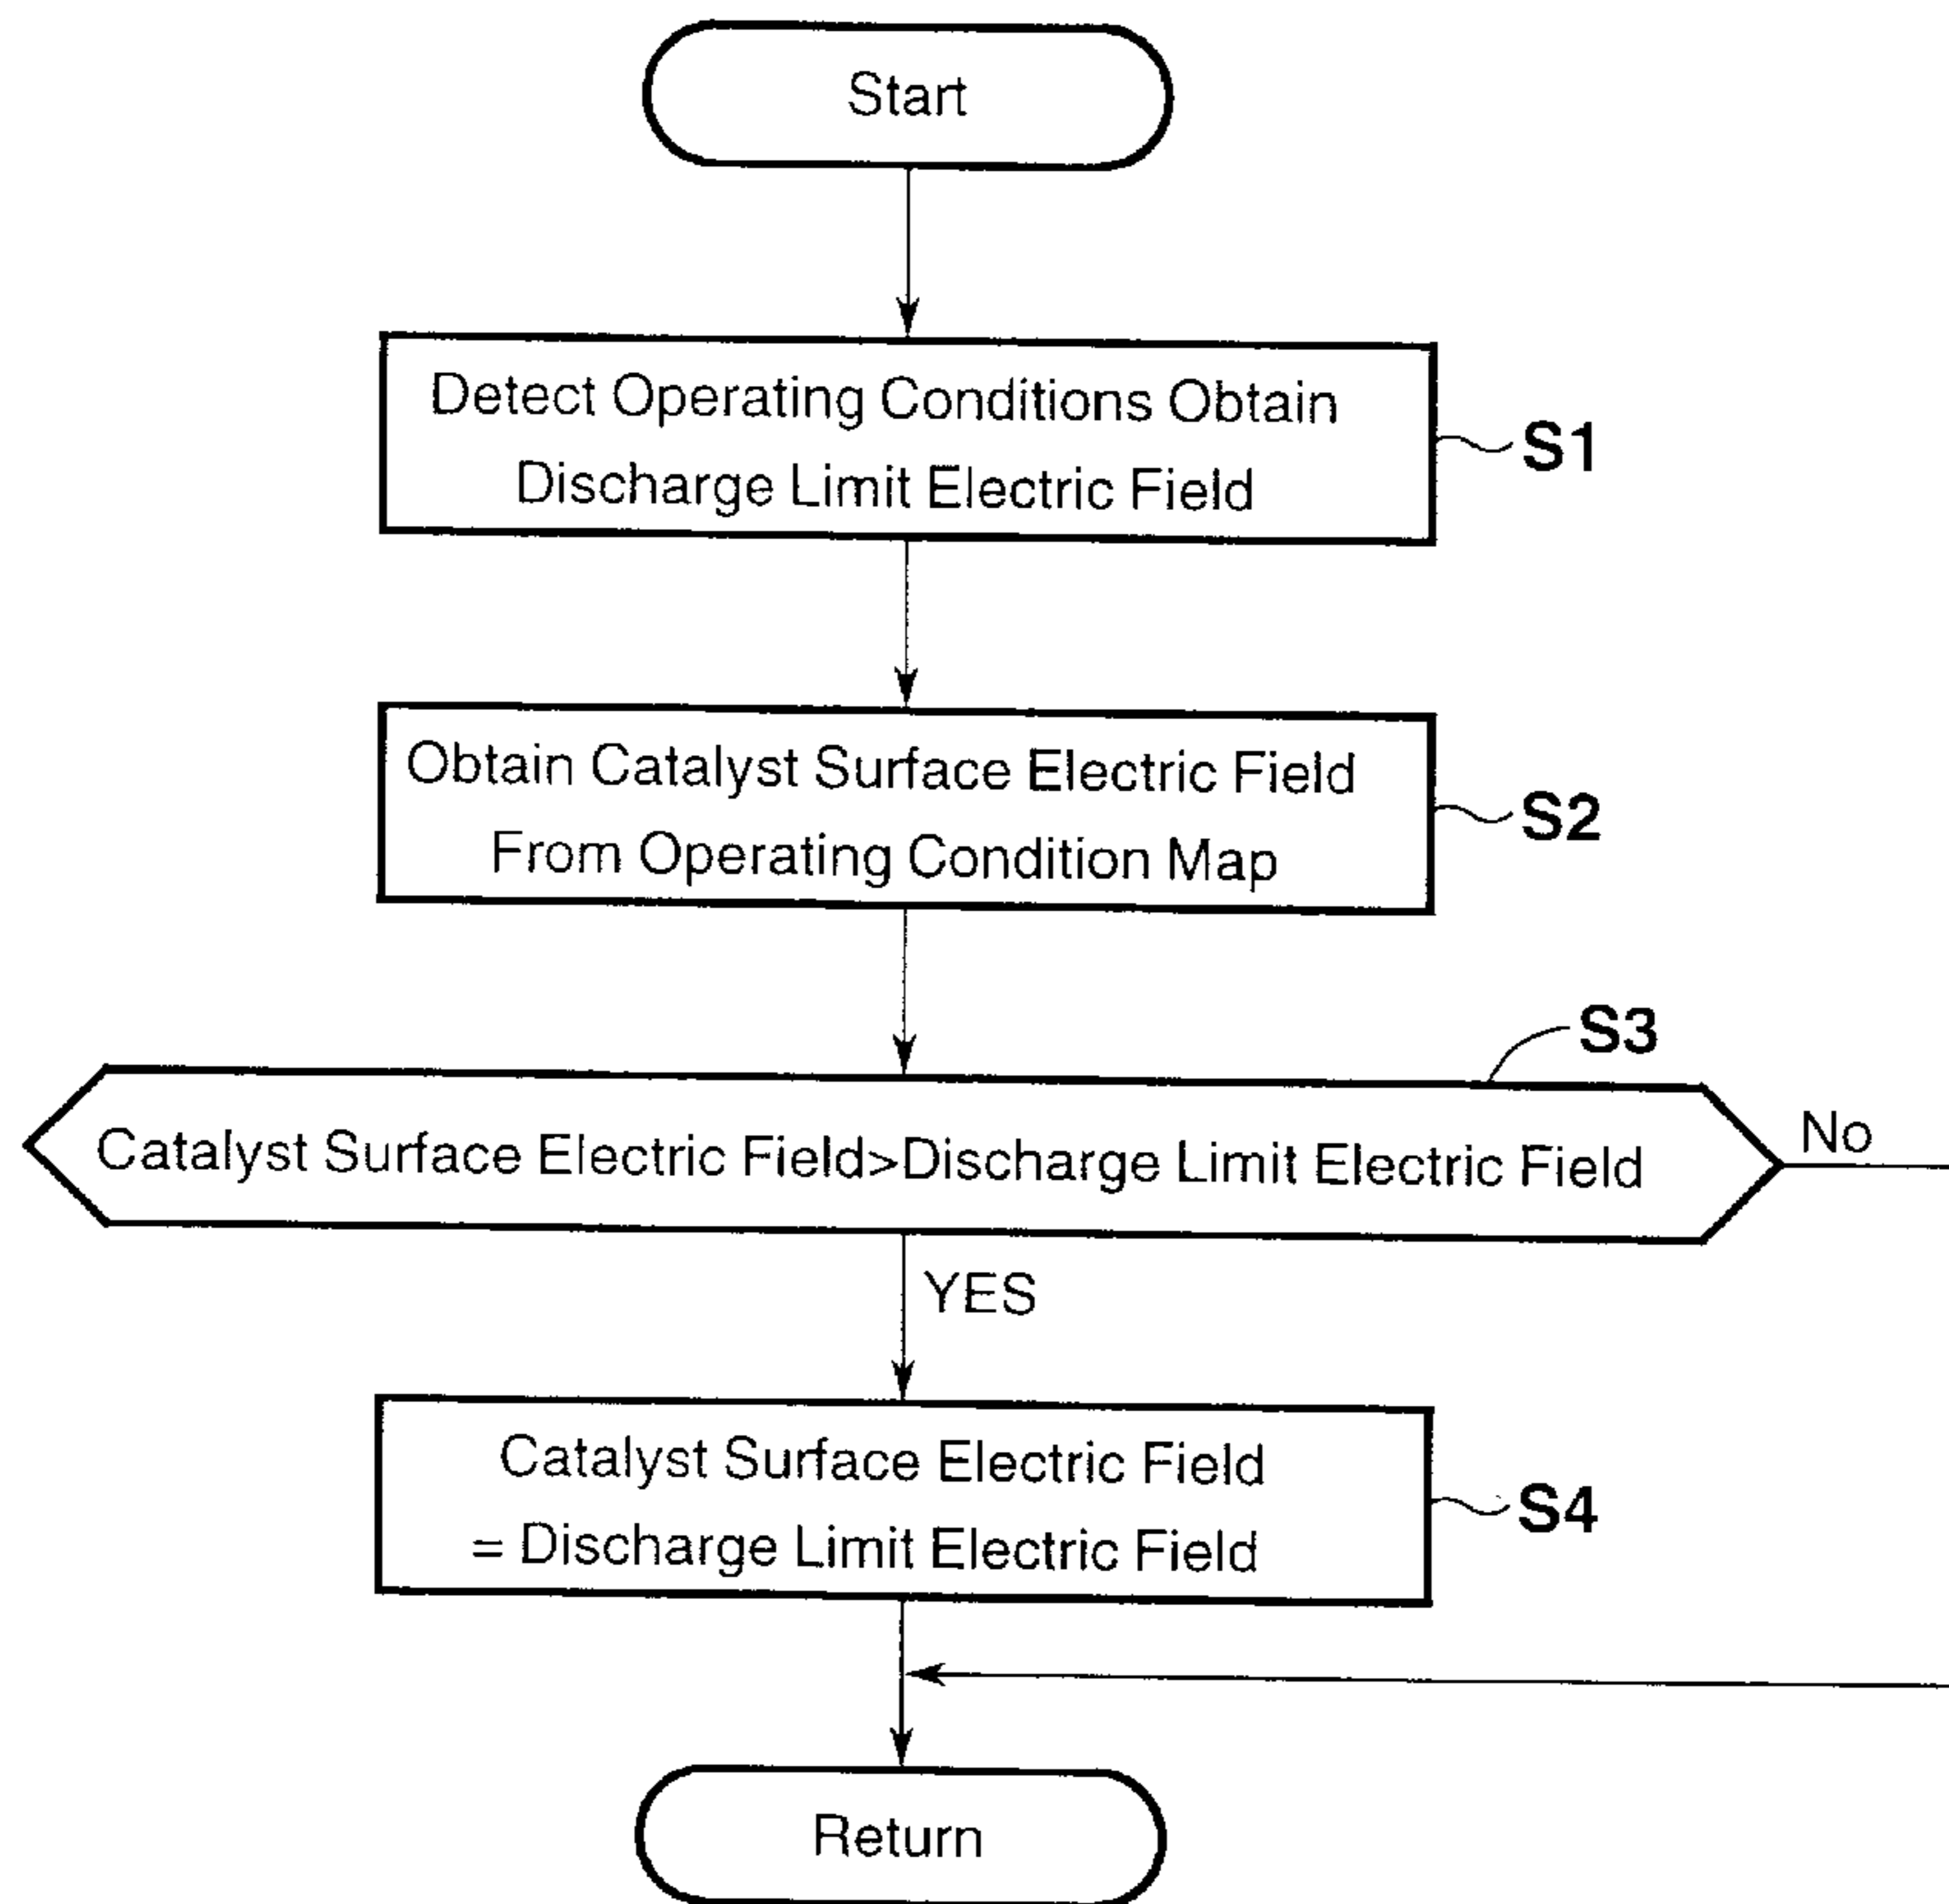 Start
Detect Operating Conditions Obtain
Discharge Limit Electric Field
S1
Obtain Catalyst Surface Electric Field
From Operating Condition Map
S2
S3
Catalyst Surface Electric Field>Discharge Limit Electric Field
No
YES
Catalyst Surface Electric Field
= Discharge Limit Electric Field
S4
Return